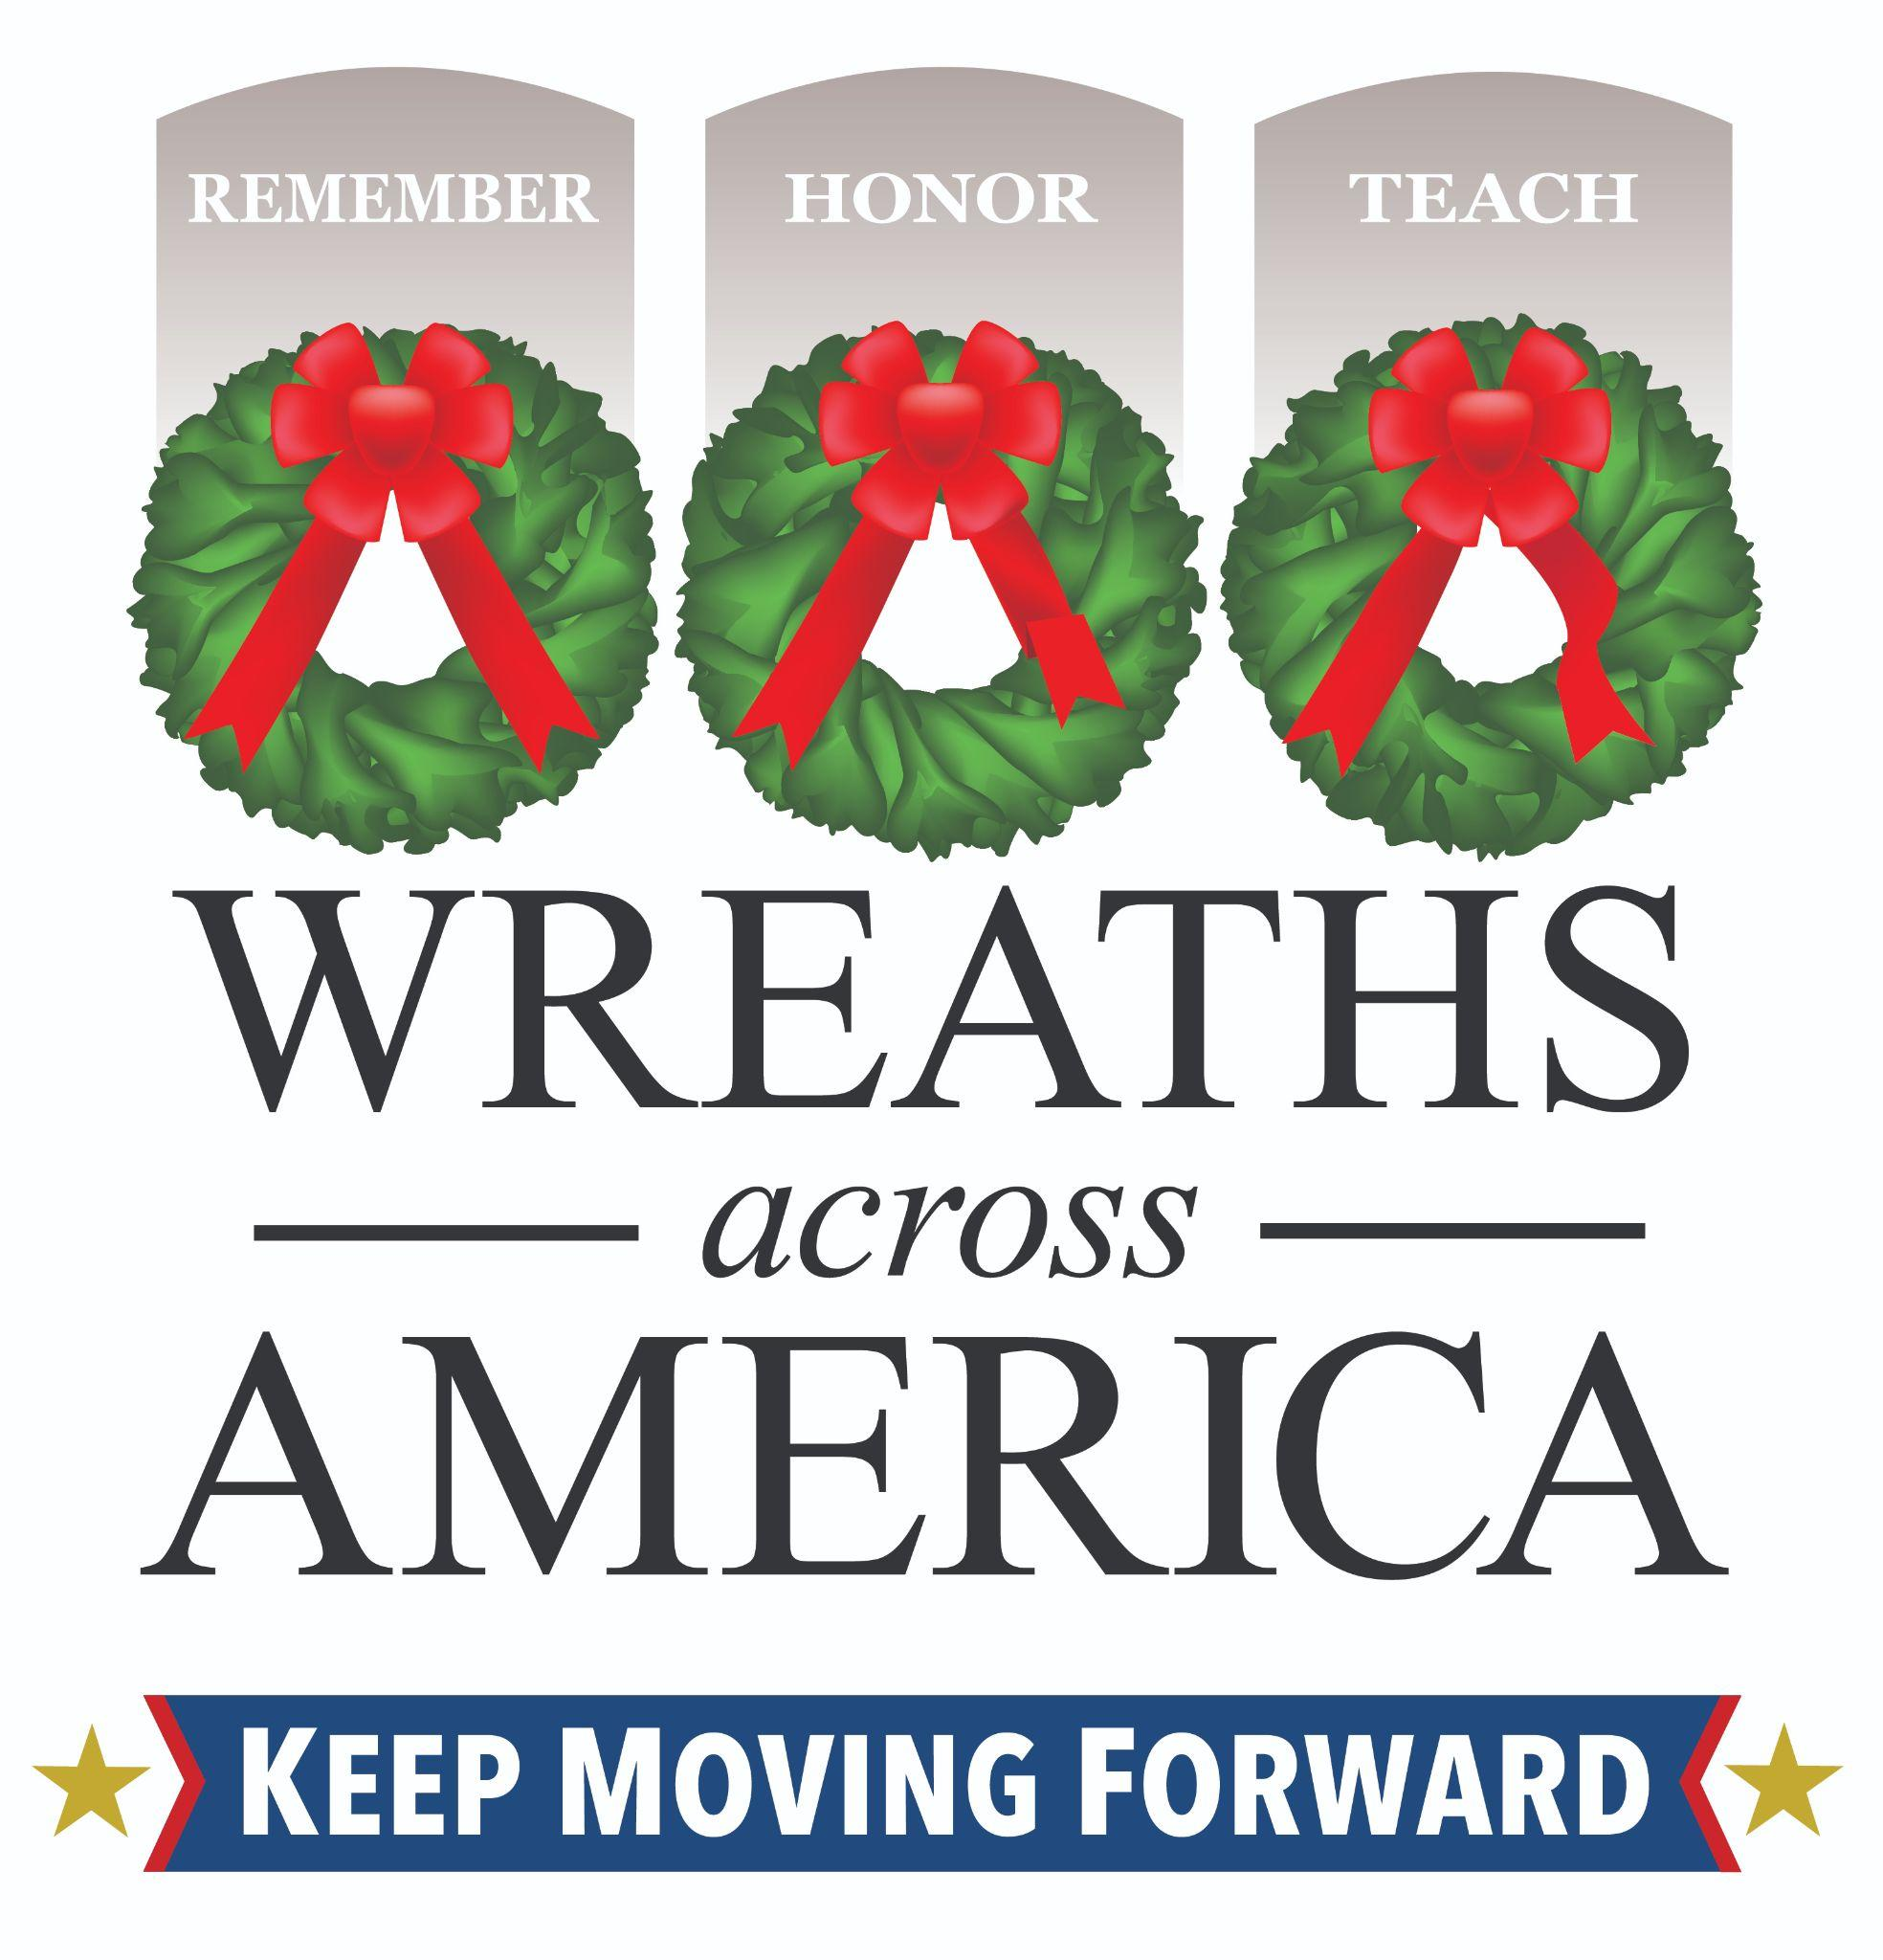 REMEMBER HONOR TEACH
WREATHS
across
AMERICA
KEEP MOVING FORWARD